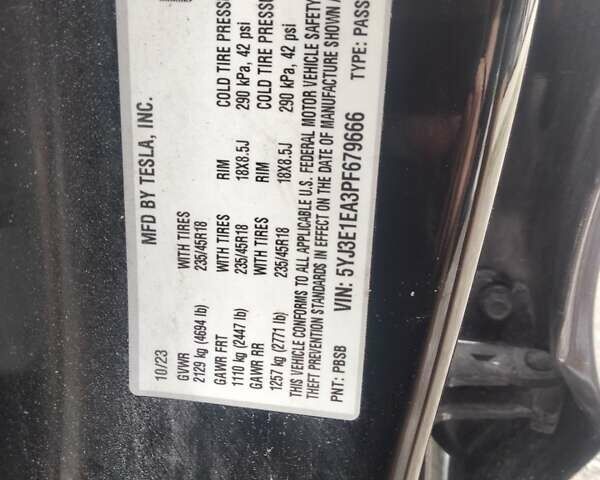 MFD BY TESLA, INC.
10/23
GVWR WITH TIRES RIM COLD TIRE PRESSU
2129 kg (4694 lb) 235/45R18 18X8.5J 290 kPa, 42 psi
GAWR FRT WITH TIRES RIM COLD TIRE PRESSU
1110 kg (2447 lb) 235/45R18 18X8.5J 290 kPa, 42 psi
GAWR RR WITH TIRES
1257 kg (2771 lb) 235/45R18
THIS VEHICLE CONFORMS TO ALL APPLICABLE U.S. FEDERAL MOTOR VEHICLE SAFETY
THEFT PREVENTION STANDARDS IN EFFECT ON THE DATE OF MANUFACTURE SHOWN A
VIN: 5YJ3E1EA3PF679666 TYPE: PASS
PNT: PBSB